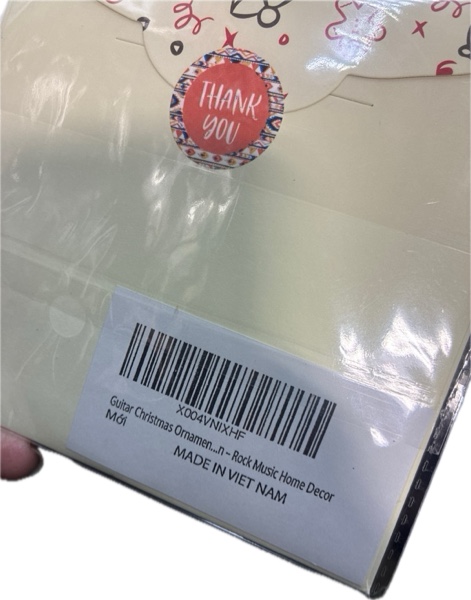 THANK
YOU
X004VNIXHF
Guitar Christmas Ornamen...n – Rock Music Home Decor
Mới
MADE IN VIET NAM